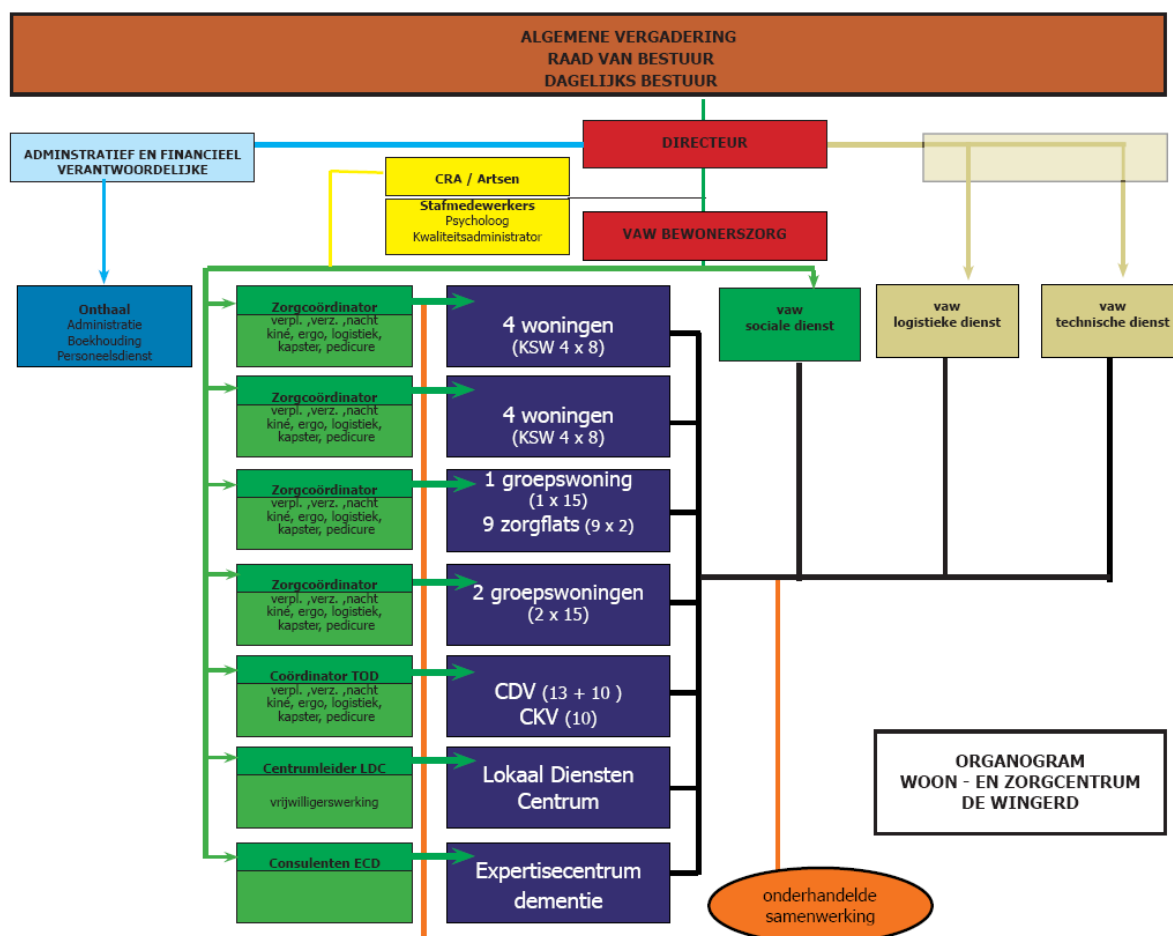 ALGEMENE VERGADERING
RAAD VAN BESTUUR
DAGELIJKS BESTUUR
ADMINSTRATIEF EN FINANCIEEL
VERANTWOORDELIJKE
DIRECTEUR
CRA / Artsen
Stafmedewerkers
Psycholoog
Kwaliteitsadministrator
VAW BEWONERSZORG
Onthaal
Administratie
Boekhouding
Personeelsdienst
Zorgcoördinator
verpl. ,verz. ,nacht
kiné, ergo, logistiek,
kapster, pedicure
4 woningen
(KSW 4 x 8)
vaw
sociale dienst
vaw
logistieke dienst
vaw
technische dienst
Zorgcoördinator
verpl. ,verz. ,nacht
kiné, ergo, logistiek,
kapster, pedicure
4 woningen
(KSW 4 x 8)
Zorgcoördinator
verpl. ,verz. ,nacht
kiné, ergo, logistiek,
kapster, pedicure
1 groepswoning
(1 x 15)
9 zorgflats (9 x 2)
Zorgcoördinator
verpl. ,verz. ,nacht
kiné, ergo, logistiek,
kapster, pedicure
2 groepswoningen
(2 x 15)
Coördinator TOD
verpl. ,verz. ,nacht
kiné, ergo, logistiek,
kapster, pedicure
CDV (13 + 10 )
CKV (10)
Centrumleider LDC
vrijwilligerswerking
Lokaal Diensten
Centrum
ORGANOGRAM
WOON - EN ZORGCENTRUM
DE WINGERD
Consulenten ECD
Expertisecentrum
dementie
onderhandelde
samenwerking